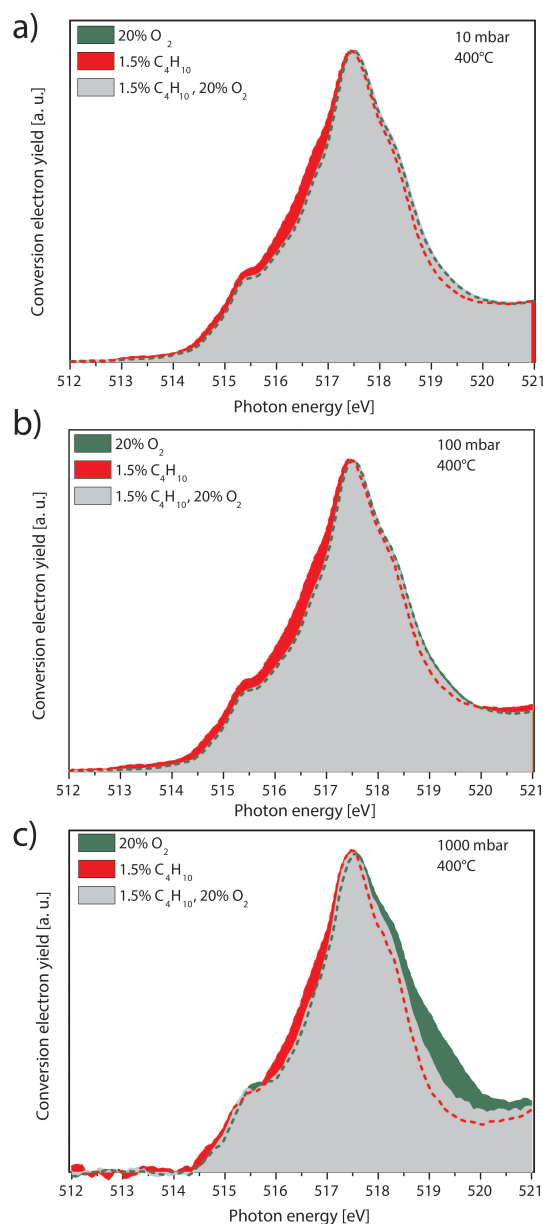 a)
20% O2
1.5% C4H10
1.5% C4H10, 20% O2
10 mbar
400°C
Conversion electron yield [a. u.]
512 513 514 515 516 517 518 519 520 521
Photon energy [eV]
b)
20% O2
1.5% C4H10
1.5% C4H10, 20% O2
100 mbar
400°C
Conversion electron yield [a. u.]
512 513 514 515 516 517 518 519 520 521
Photon energy [eV]
c)
20% O2
1.5% C4H10
1.5% C4H10, 20% O2
1000 mbar
400°C
Conversion electron yield [a. u.]
512 513 514 515 516 517 518 519 520 521
Photon energy [eV]